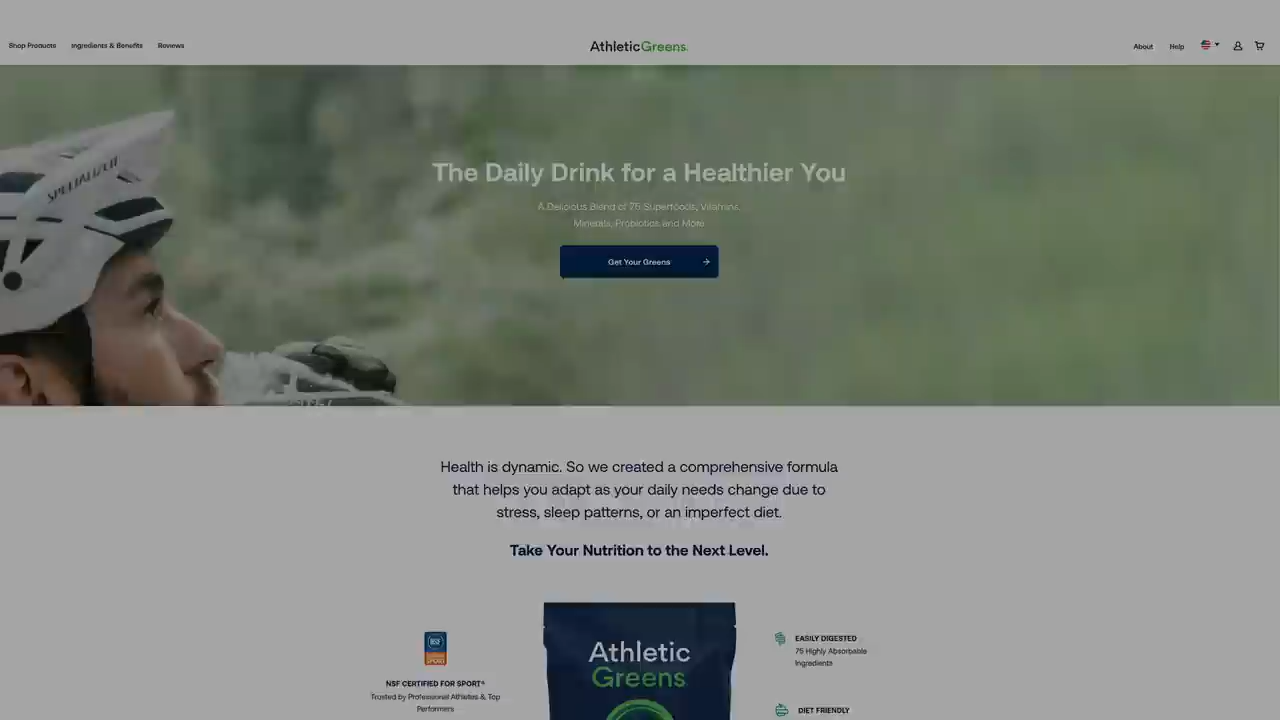 Shop Products
Ingredients & Benefits
Reviews
AthleticGreens.
About
Help
SPECIALIZED
The Daily Drink for a Healthier You
A Delicious Blend of 75 Superfoods, Vitamins,
Minerals, Probiotics and More
Get Your Greens
Health is dynamic. So we created a comprehensive formula
that helps you adapt as your daily needs change due to
stress, sleep patterns, or an imperfect diet.
Take Your Nutrition to the Next Level.
NSF
SPORT
NSF CERTIFIED FOR SPORT®
Trusted by Professional Athletes & Top
Performers
Athletic
Greens
EASILY DIGESTED
75 Highly Absorbable
Ingredients
DIET FRIENDLY